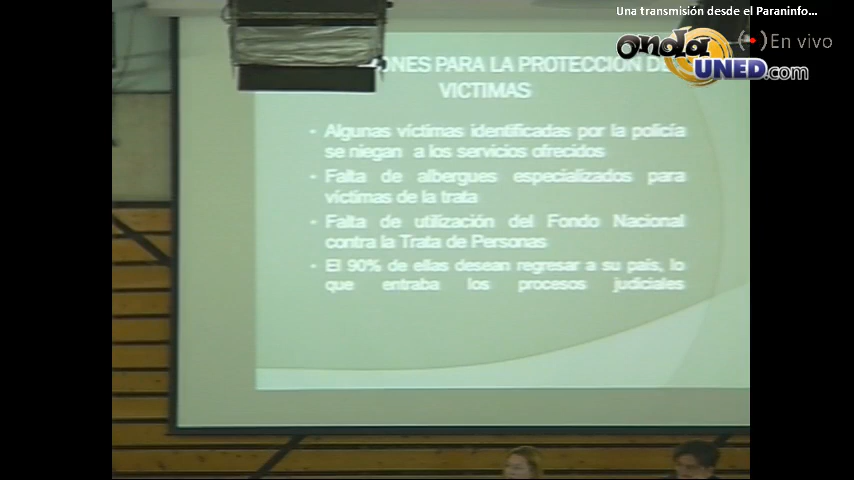 Una transmisión desde el Paraninfo...
onda UNED.com
En vivo
ONES PARA LA PROTECCION DE
VICTIMAS
• Algunas víctimas identificadas por la policía
se niegan a los servicios ofrecidos
• Falta de albergues especializados para
víctimas de la trata
• Falta de utilización del Fondo Nacional
contra la Trata de Personas
• El 90% de ellas desean regresar a su país, lo
que entraba los procesos judiciales